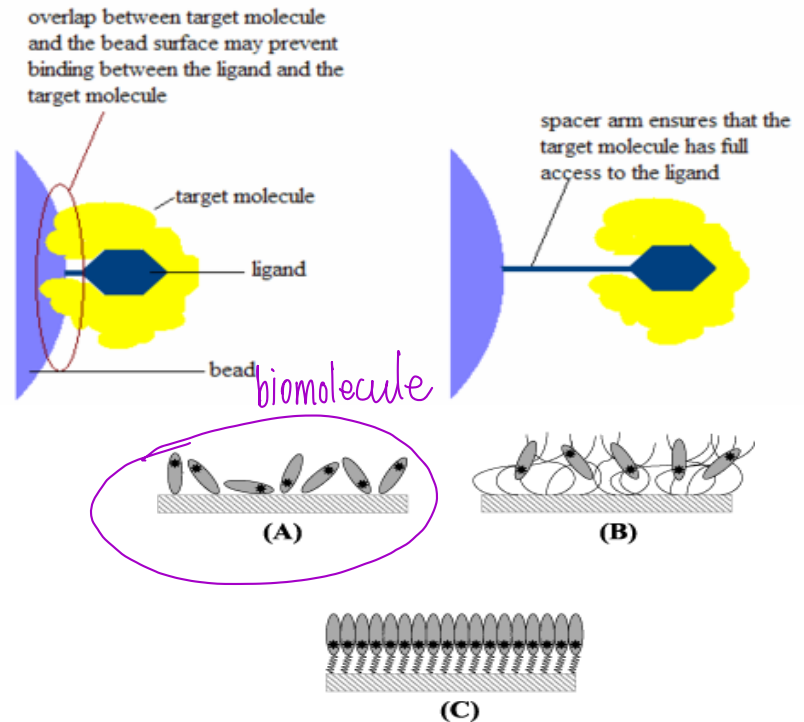 overlap between target molecule
and the bead surface may prevent
binding between the ligand and the
target molecule
spacer arm ensures that the
target molecule has full
access to the ligand
target molecule
ligand
bead
biomolecule
(A)
(B)
(C)